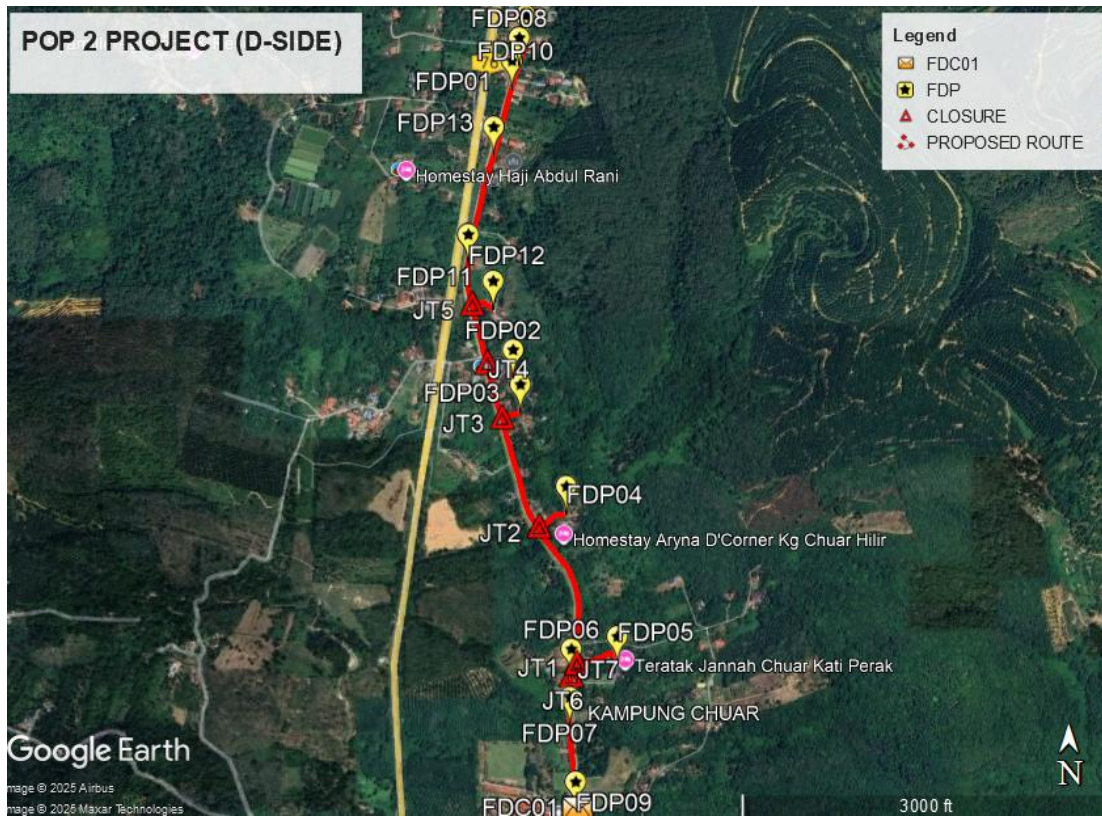 POP 2 PROJECT (D-SIDE)
Legend
FDC01
FDP
CLOSURE
PROPOSED ROUTE
FDP08
FDP10
FDP01
FDP13
Homestay Haji Abdul Rani
FDP12
FDP11
JT5
FDP02
JT4
FDP03
JT3
FDP04
JT2
Homestay Aryna D'Corner Kg Chuar Hilir
FDP06
FDP05
JT1
JT7
Teratak Jannah Chuar Kati Perak
JT6
KAMPUNG CHUAR
FDP07
FDC01
FDP09
Google Earth
mage © 2025 Airbus
mage © 2025 Maxar Technologies
3000 ft
N